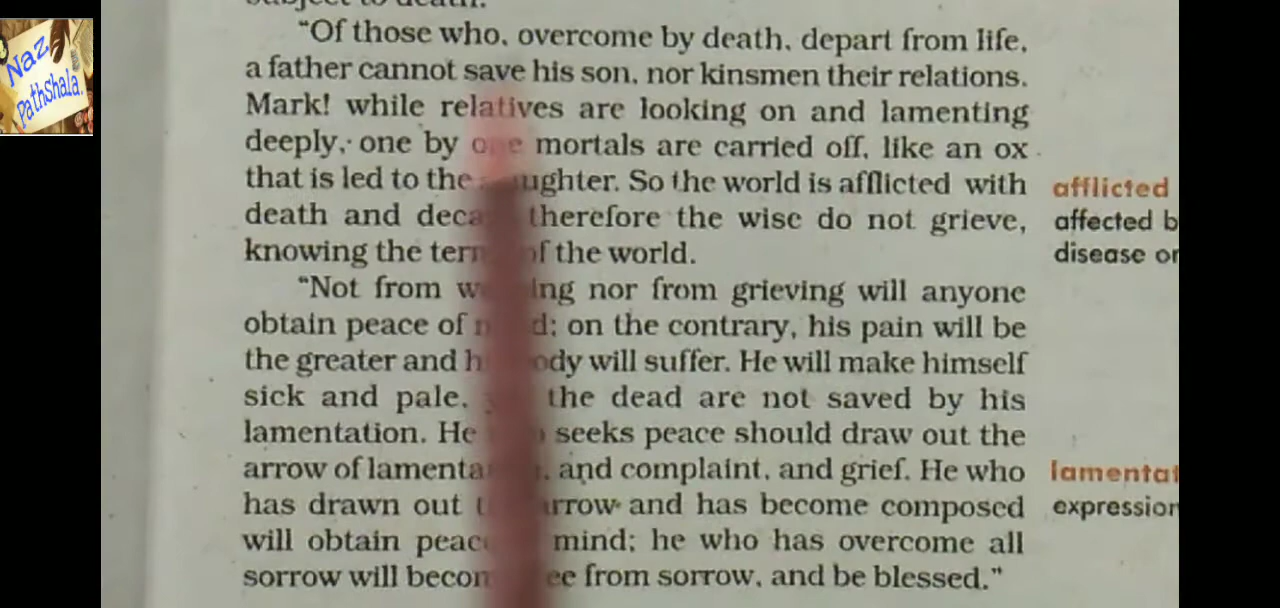 Naz
Pathshala.
subject to death.
"Of those who, overcome by death, depart from life,
a father cannot save his son, nor kinsmen their relations.
Mark! while relatives are looking on and lamenting
deeply, one by one mortals are carried off, like an ox
that is led to the So the world is afflicted with
death and therefore the wise do not grieve,
knowing the of the world.
"Not from nor from grieving will anyone
obtain peace of on the contrary, his pain will be
the greater and will suffer. He will make himself
sick and pale, the dead are not saved by his
lamentation. He seeks peace should draw out the
arrow of and complaint, and grief. He who
has drawn out and has become composed
will obtain mind; he who has overcome all
sorrow will from sorrow, and be blessed."
afflicted
affected b
disease or
lamentat
expression